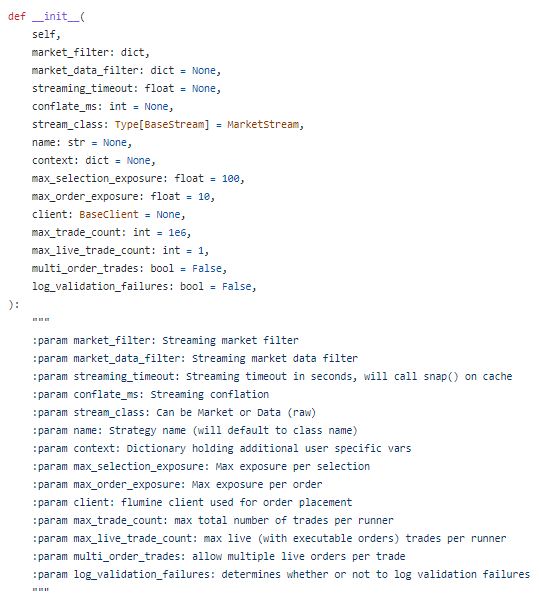 def __init__(
    self,
    market_filter: dict,
    market_data_filter: dict = None,
    streaming_timeout: float = None,
    conflate_ms: int = None,
    stream_class: Type[BaseStream] = MarketStream,
    name: str = None,
    context: dict = None,
    max_selection_exposure: float = 100,
    max_order_exposure: float = 10,
    client: BaseClient = None,
    max_trade_count: int = 1e6,
    max_live_trade_count: int = 1,
    multi_order_trades: bool = False,
    log_validation_failures: bool = False,
):
    """
    :param market_filter: Streaming market filter
    :param market_data_filter: Streaming market data filter
    :param streaming_timeout: Streaming timeout in seconds, will call snap() on cache
    :param conflate_ms: Streaming conflation
    :param stream_class: Can be Market or Data (raw)
    :param name: Strategy name (will default to class name)
    :param context: Dictionary holding additional user specific vars
    :param max_selection_exposure: Max exposure per selection
    :param max_order_exposure: Max exposure per order
    :param client: flumine client used for order placement
    :param max_trade_count: max total number of trades per runner
    :param max_live_trade_count: max live (with executable orders) trades per runner
    :param multi_order_trades: allow multiple live orders per trade
    :param log_validation_failures: determines whether or not to log validation failures
    """